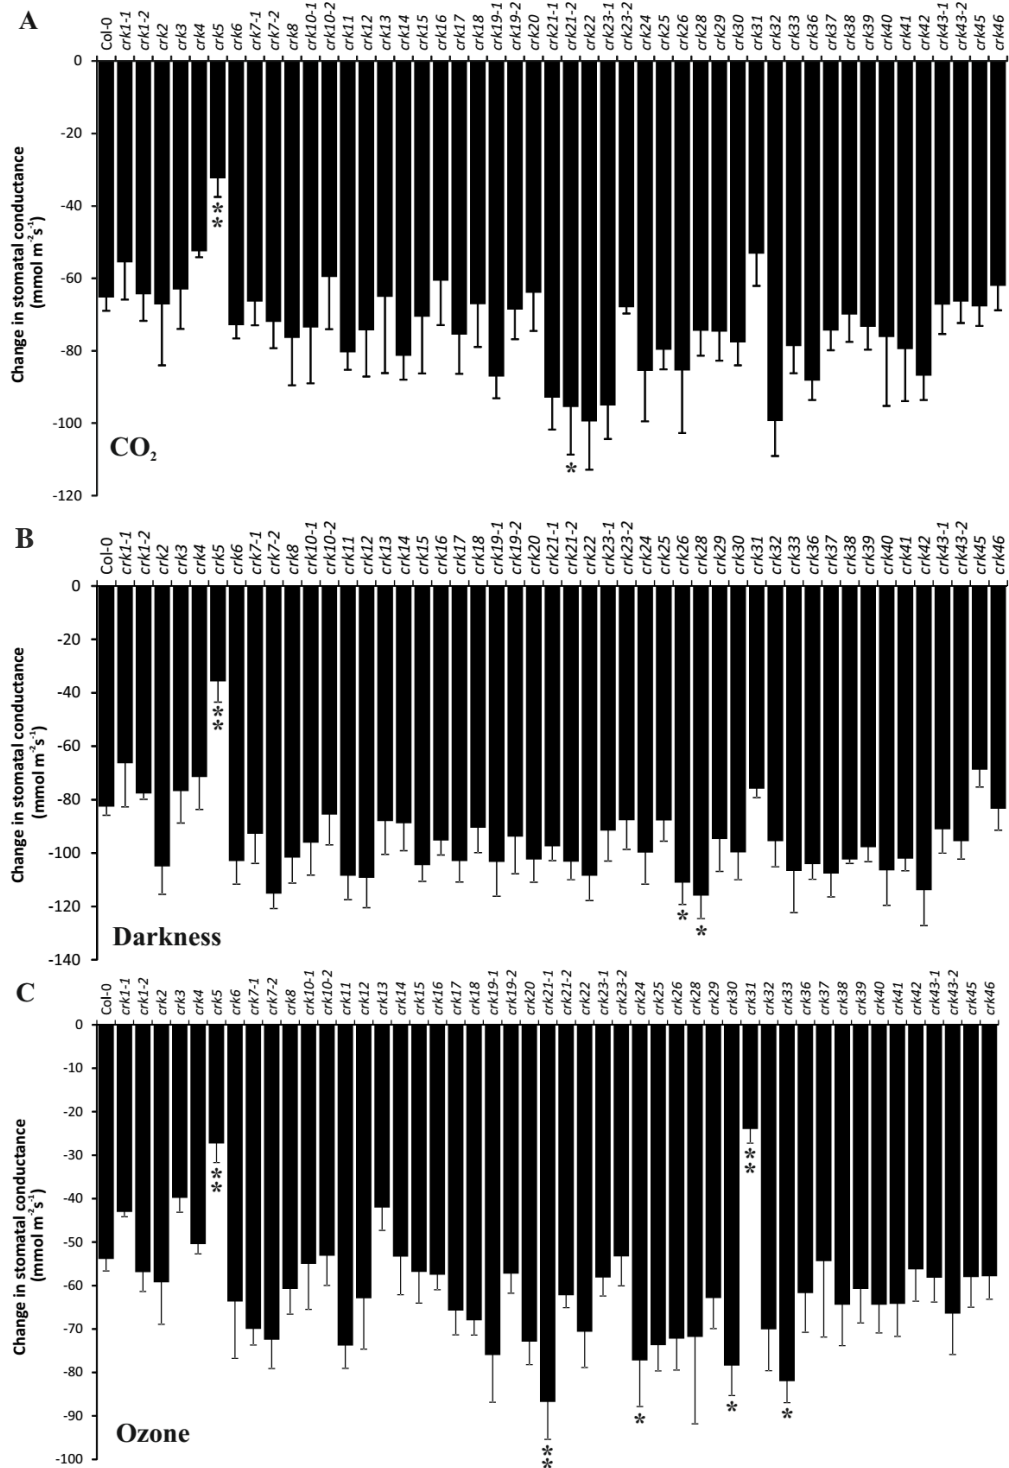 A
Col-0
crk1-1
crk1-2
crk2
crk3
crk4
crk5
crk6
crk7-1
crk7-2
crk8
crk10-1
crk10-2
crk11
crk12
crk13
crk14
crk15
crk16
crk17
crk18
crk19-1
crk19-2
crk20
crk21-1
crk21-2
crk22
crk23-1
crk23-2
crk24
crk25
crk26
crk28
crk29
crk30
crk31
crk32
crk33
crk36
crk37
crk38
crk39
crk40
crk41
crk42
crk43-1
crk43-2
crk45
crk46
Change in stomatal conductance
(mmol m⁻²s⁻¹)
0
-20
-40
-60
-80
-100
-120
**
*
CO₂
B
Col-0
crk1-1
crk1-2
crk2
crk3
crk4
crk5
crk6
crk7-1
crk7-2
crk8
crk10-1
crk10-2
crk11
crk12
crk13
crk14
crk15
crk16
crk17
crk18
crk19-1
crk19-2
crk20
crk21-1
crk21-2
crk22
crk23-1
crk23-2
crk24
crk25
crk26
crk28
crk29
crk30
crk31
crk32
crk33
crk36
crk37
crk38
crk39
crk40
crk41
crk42
crk43-1
crk43-2
crk45
crk46
Change in stomatal conductance
(mmol m⁻²s⁻¹)
0
-20
-40
-60
-80
-100
-120
-140
**
*
*
Darkness
C
Col-0
crk1-1
crk1-2
crk2
crk3
crk4
crk5
crk6
crk7-1
crk7-2
crk8
crk10-1
crk10-2
crk11
crk12
crk13
crk14
crk15
crk16
crk17
crk18
crk19-1
crk19-2
crk20
crk21-1
crk21-2
crk22
crk23-1
crk23-2
crk24
crk25
crk26
crk28
crk29
crk30
crk31
crk32
crk33
crk36
crk37
crk38
crk39
crk40
crk41
crk42
crk43-1
crk43-2
crk45
crk46
Change in stomatal conductance
(mmol m⁻²s⁻¹)
0
-10
-20
-30
-40
-50
-60
-70
-80
-90
-100
**
**
*
*
*
**
Ozone